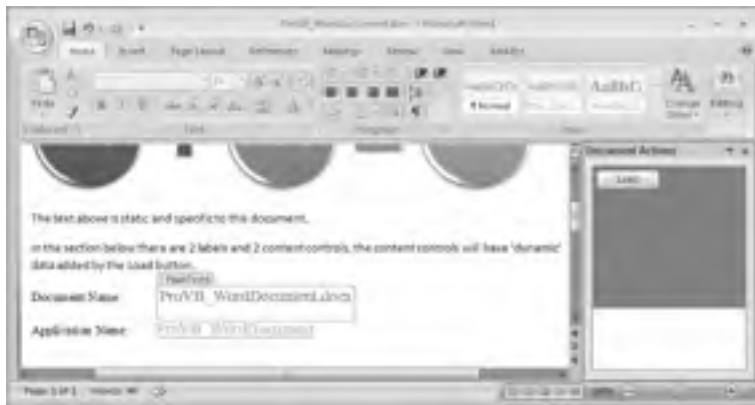 ProVB_WordDocument.docx - Microsoft Word
Home Insert Page Layout References Mailings Review View Add-Ins
Paste
AaBbC
¶ Normal
Change Styles Editing
Clipboard Font Paragraph Styles
Document Actions
Load
The text above is static and specific to this document.
In the section below there are 2 labels and 2 content controls, the content controls will have 'dynamic'
data added by the Load button.
Document Name ProVB_WordDocument.docx
Application Name ProVB_WordDocument
Page: 1 of 1